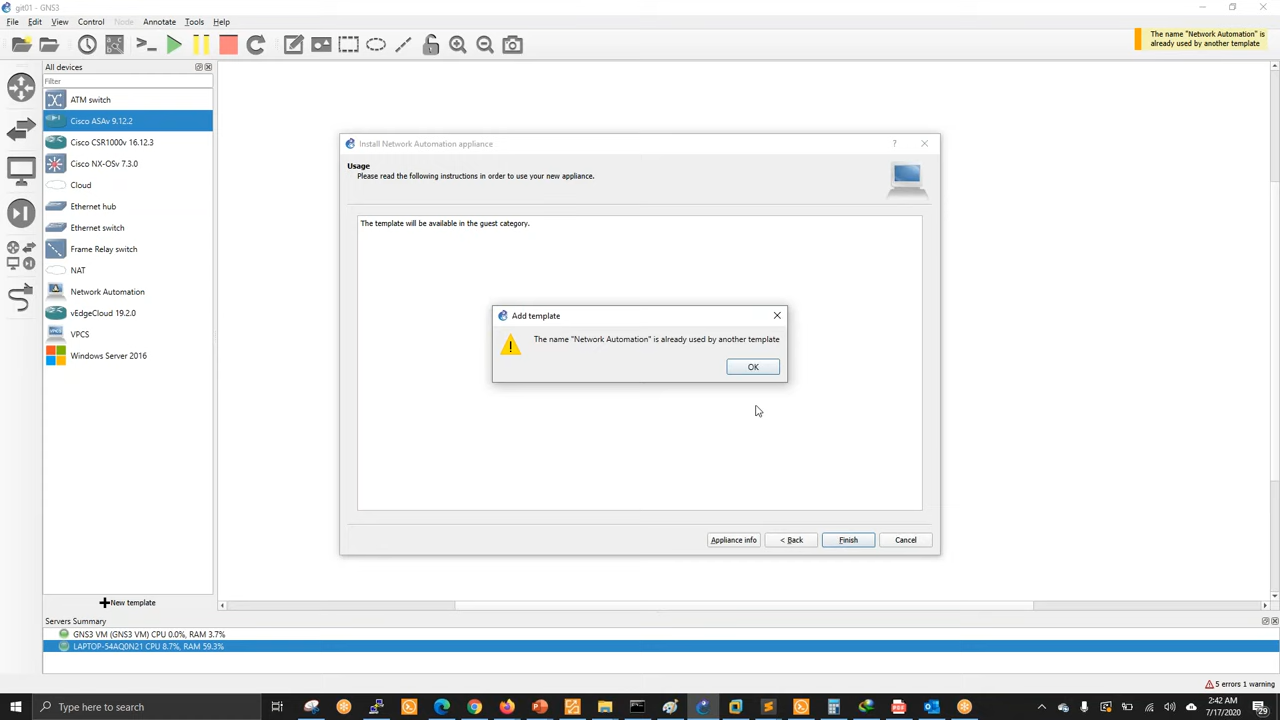 git01 - GNS3
File Edit View Control Node Annotate Tools Help
The name "Network Automation" is
already used by another template
All devices
Filter
ATM switch
Cisco ASAv 9.12.2
Cisco CSR1000v 16.12.3
Cisco NX-OSv 7.3.0
Cloud
Ethernet hub
Ethernet switch
Frame Relay switch
NAT
Network Automation
vEdgeCloud 19.2.0
VPCS
Windows Server 2016
New template
Install Network Automation appliance
Usage
Please read the following instructions in order to use your new appliance.
The template will be available in the guest category.
Add template
The name "Network Automation" is already used by another template
OK
Appliance info < Back Finish Cancel
Servers Summary
GNS3 VM (GNS3 VM) CPU 0.0%, RAM 3.7%
LAPTOP-54AQ0N21 CPU 8.7%, RAM 59.3%
5 errors 1 warning
Type here to search
2:42 AM
7/17/2020